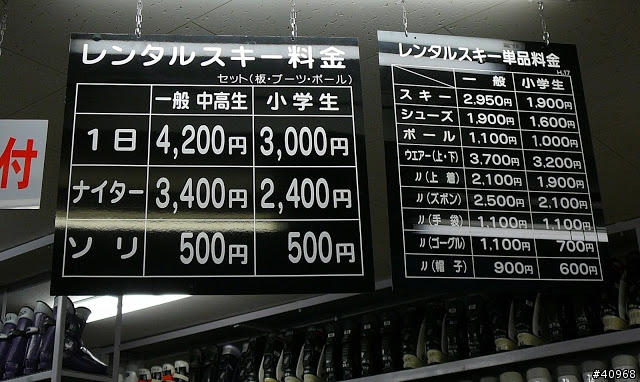 レンタルスキー料金
セット(板・ブーツ・ポール)
一般 中高生 小学生
1日 4,200円 3,000円
ナイター 3,400円 2,400円
ソリ 500円 500円
レンタルスキー単品料金
H.17
一般 小学生
スキー 2.950円 1.900円
シューズ 1.900円 1.600円
ポール 1.100円 1.000円
ウエアー(上・下) 3.700円 3.200円
〃(上着) 2.100円 1.900円
〃(ズボン) 2.500円 2.100円
〃(手袋) 1.100円 1.100円
〃(ゴーグル) 1,100円 700円
〃(帽子) 900円 600円
付
#40968